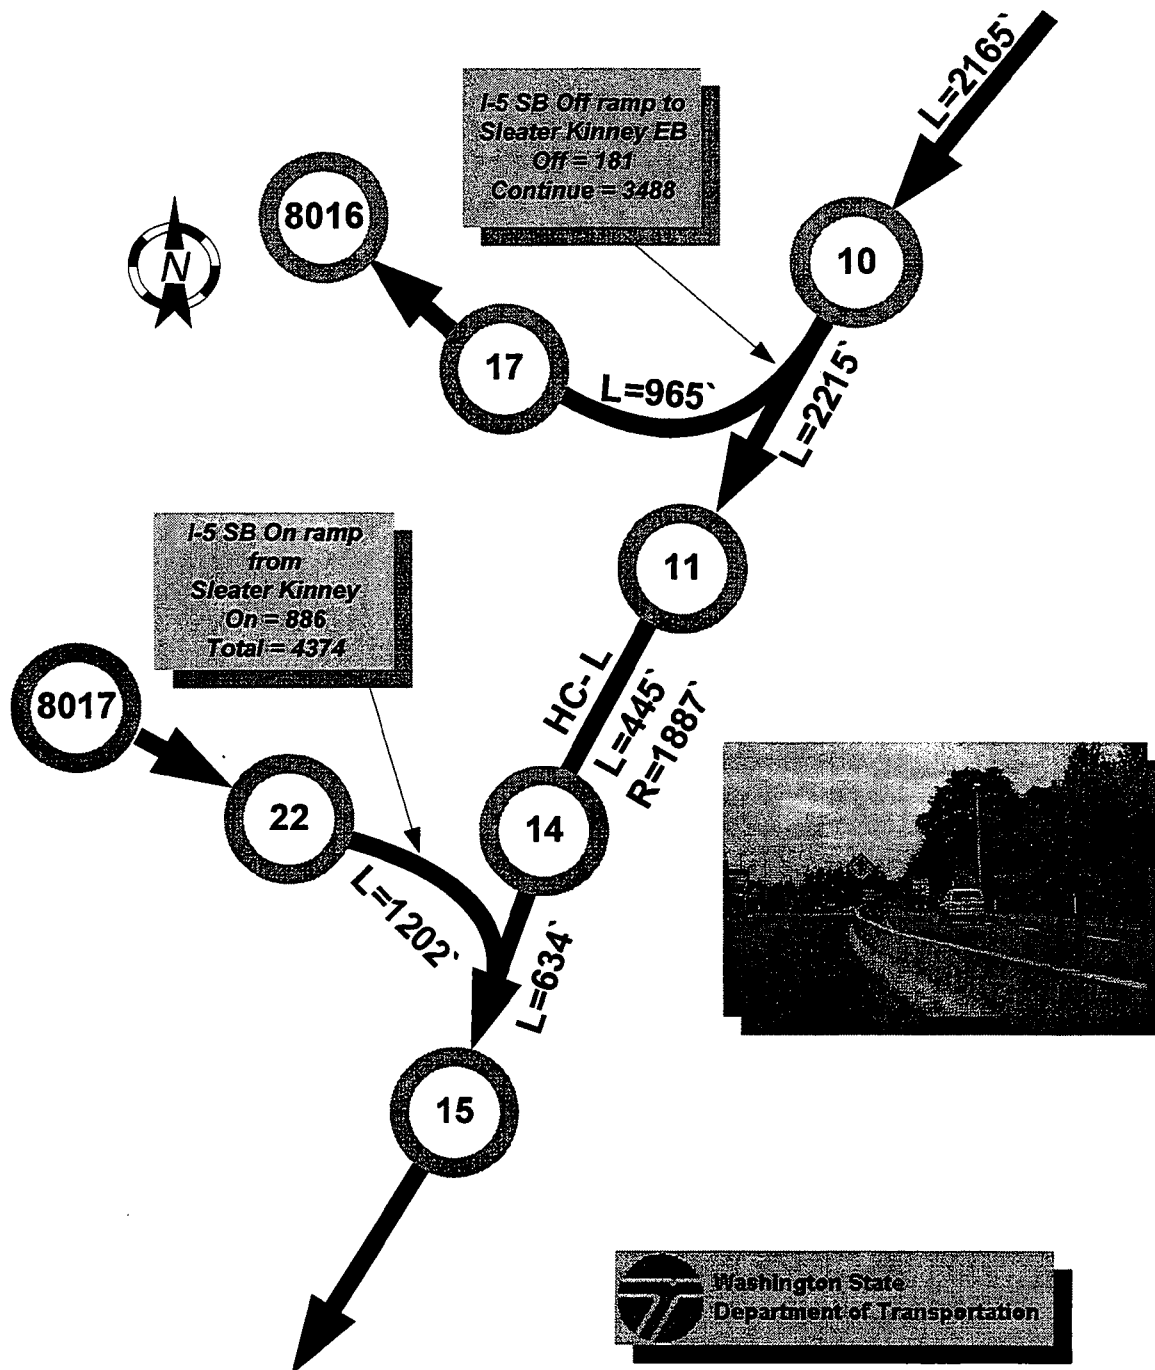 L=2165`
I-5 SB Off ramp to
Sleater Kinney EB
Off = 181
Continue = 3488
8016
N
10
17
L=965`
L=2215`
11
I-5 SB On ramp
from
Sleater Kinney
On = 886
Total = 4374
HC- L
L=445`
R=1887`
8017
22
14
L=1202`
L=634`
15
Washington State
Department of Transportation